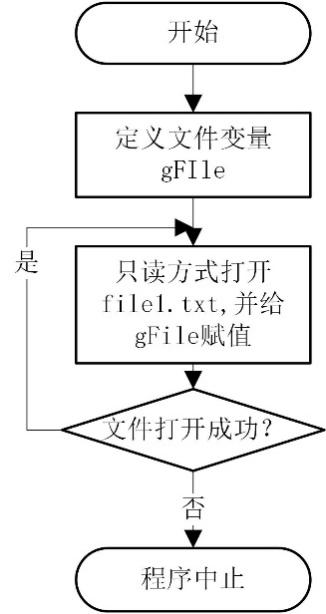 开始
定义文件变量
gFIle
是
只读方式打开
file1.txt,并给
gFile赋值
文件打开成功?
否
程序中止